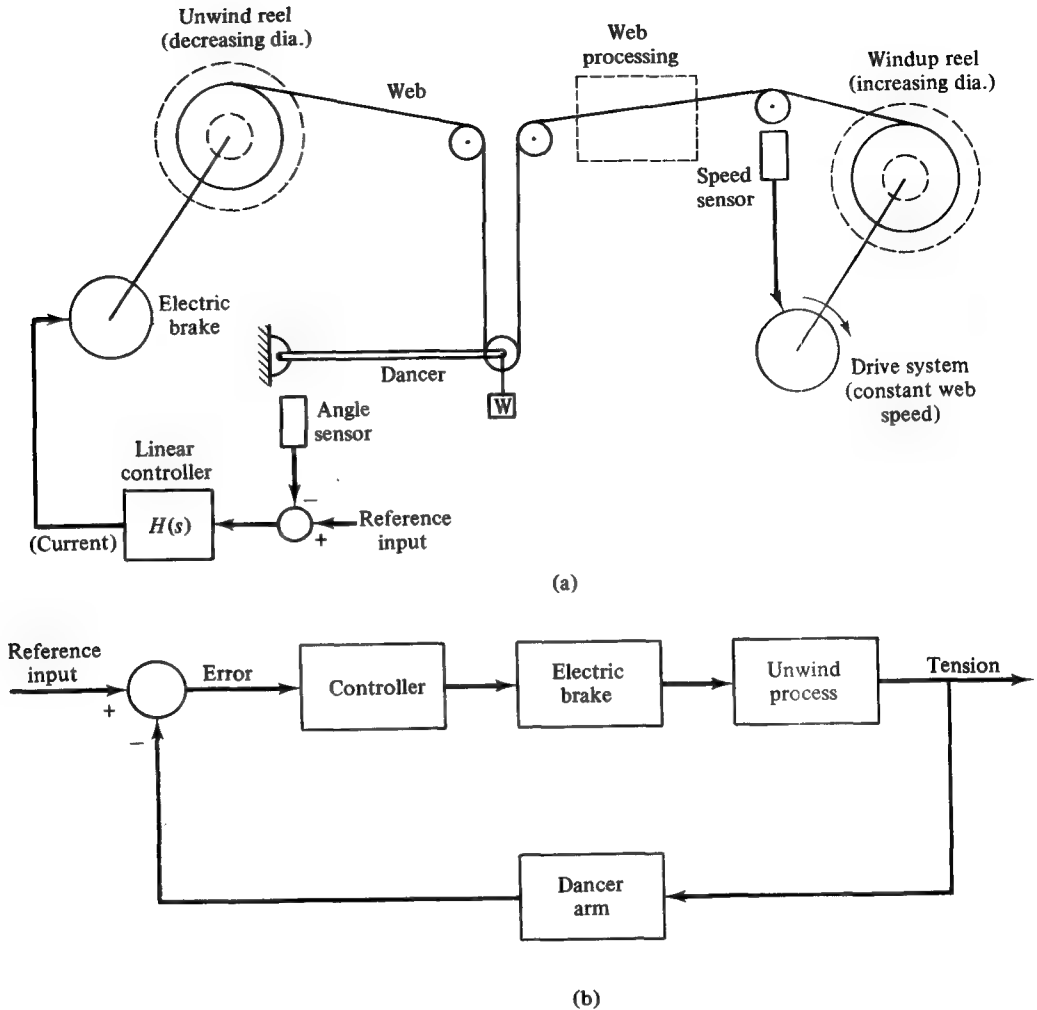 Unwind reel
(decreasing dia.)
Web
Web
processing
Windup reel
(increasing dia.)
Speed
sensor
Electric
brake
Dancer
W
Drive system
(constant web
speed)
Angle
sensor
Linear
controller
H(s)
(Current)
−
+
Reference
input
(a)
Reference
input
+
−
Error
Controller
Electric
brake
Unwind
process
Tension
Dancer
arm
(b)